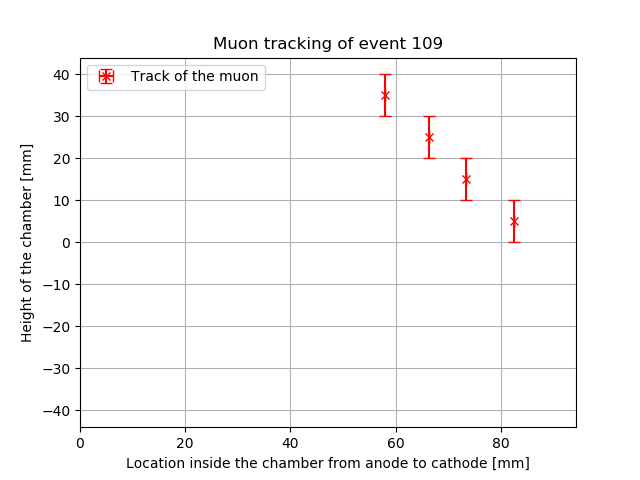 Muon tracking of event 109
Track of the muon
40
30
20
10
0
−10
−20
−30
−40
Height of the chamber [mm]
0 20 40 60 80
Location inside the chamber from anode to cathode [mm]